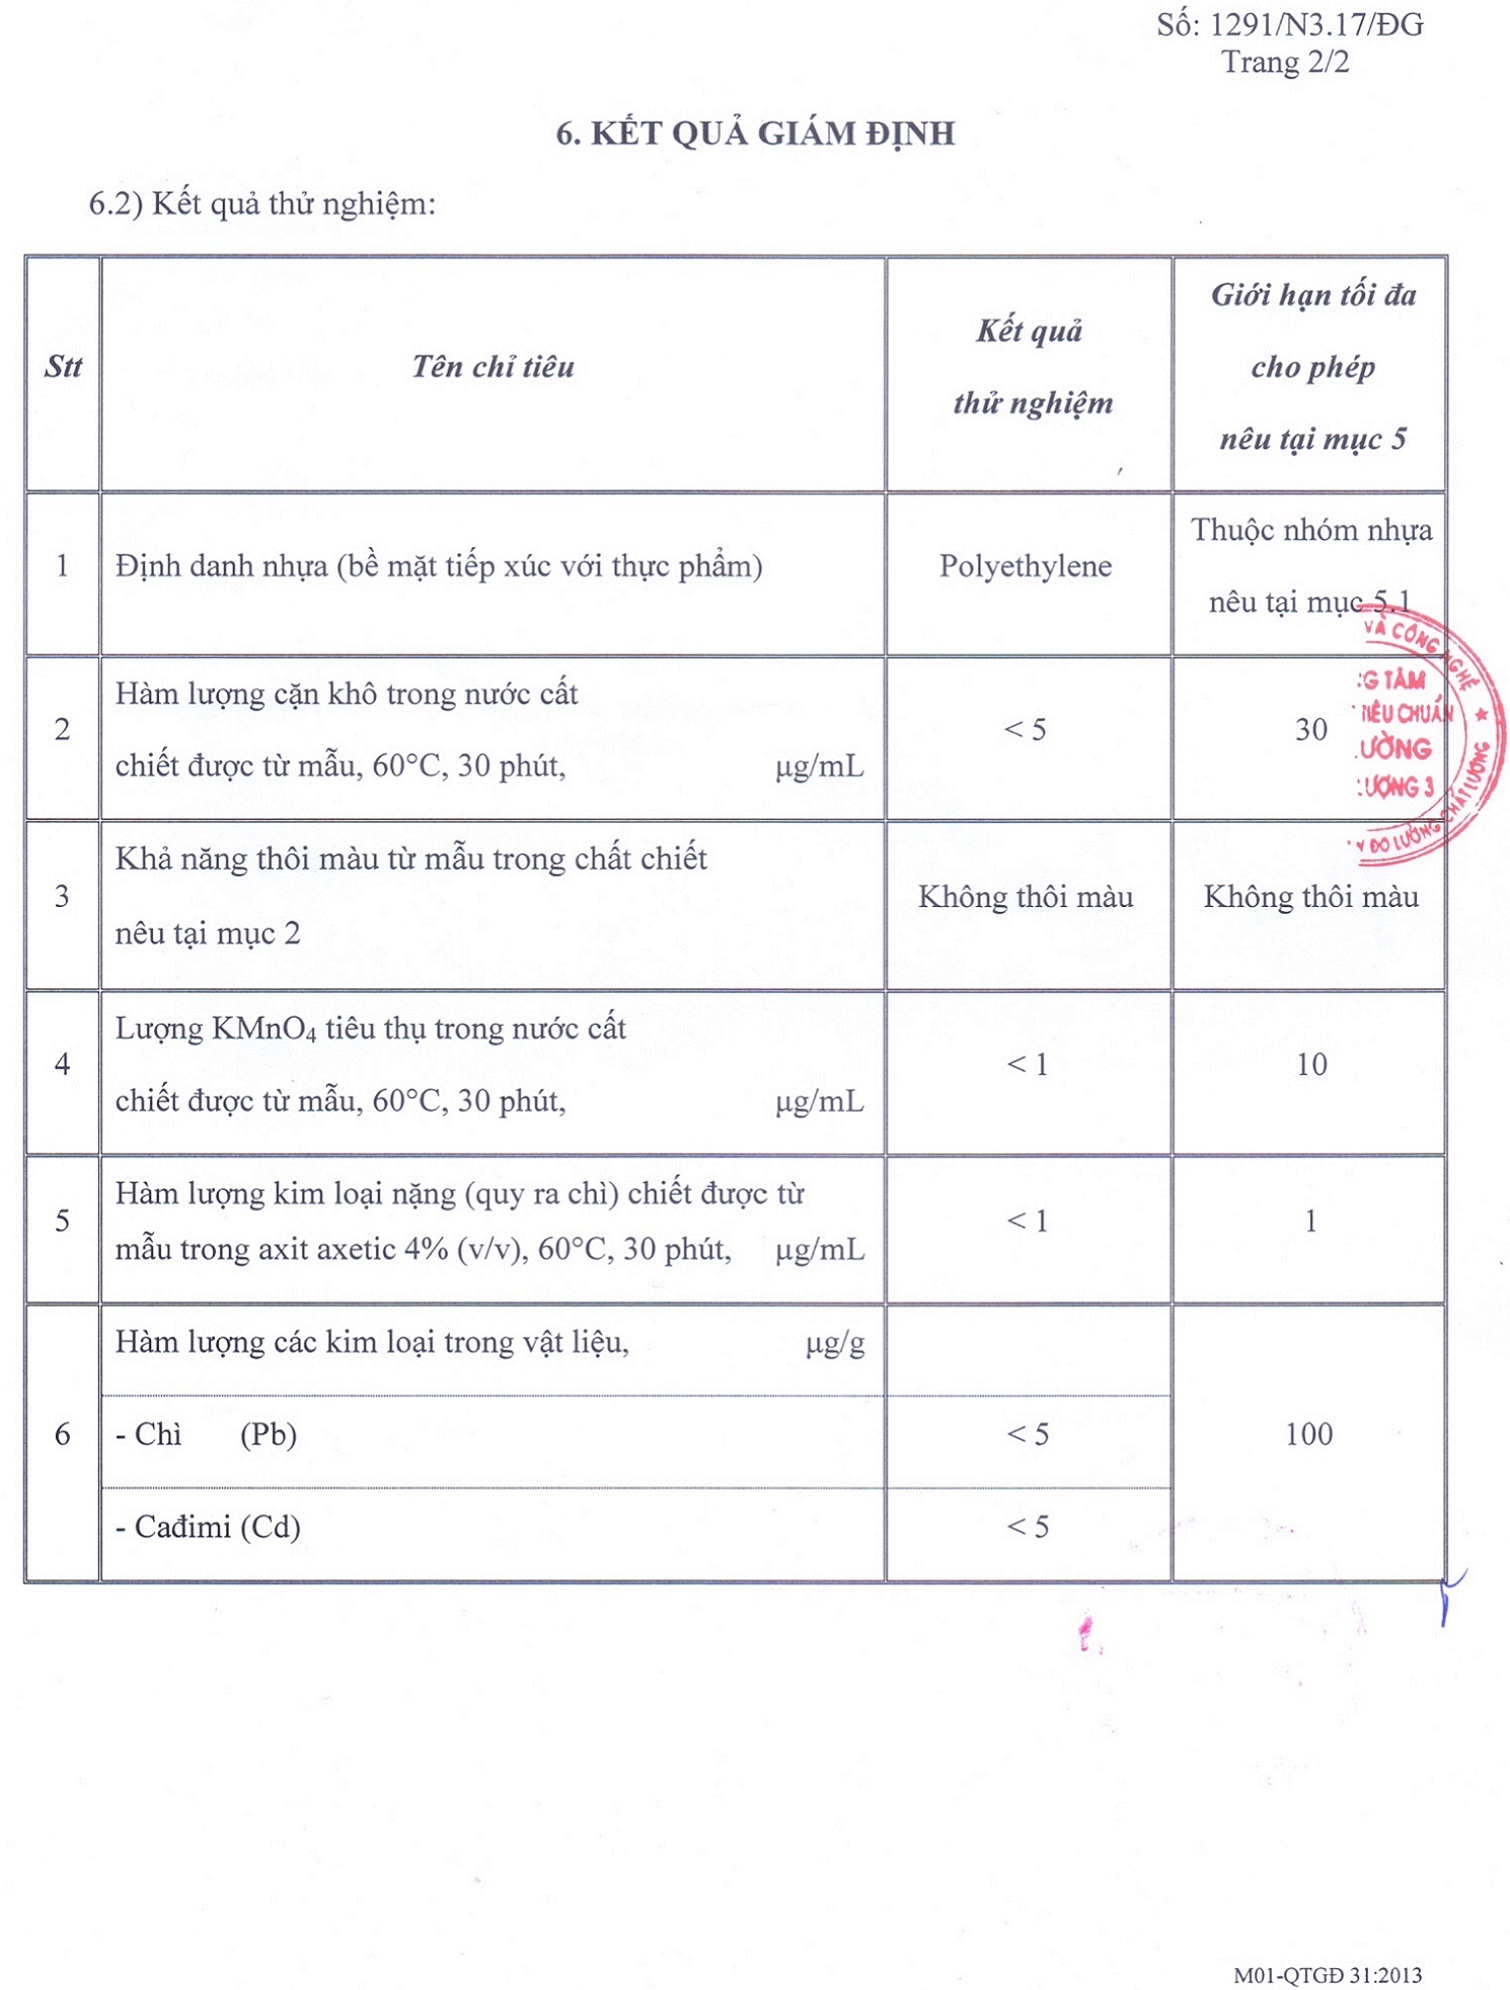 Số: 1291/N3.17/ĐG
Trang 2/2
6. KẾT QUẢ GIÁM ĐỊNH
6.2) Kết quả thử nghiệm:
Stt
Tên chỉ tiêu
Kết quả
thử nghiệm
Giới hạn tối đa
cho phép
nêu tại mục 5
1
Định danh nhựa (bề mặt tiếp xúc với thực phẩm)
Polyethylene
Thuộc nhóm nhựa
nêu tại mục 5.1
2
Hàm lượng cặn khô trong nước cất
chiết được từ mẫu, 60°C, 30 phút, µg/mL
< 5
30
VÀ CÔNG NGHỆ
TÂM
CHUẨN
3
ĐO LƯỜNG CHẤT LƯỢNG
3
Khả năng thôi màu từ mẫu trong chất chiết
nêu tại mục 2
Không thôi màu
Không thôi màu
4
Lượng KMnO₄ tiêu thụ trong nước cất
chiết được từ mẫu, 60°C, 30 phút, µg/mL
< 1
10
5
Hàm lượng kim loại nặng (quy ra chì) chiết được từ
mẫu trong axit axetic 4% (v/v), 60°C, 30 phút, µg/mL
< 1
1
6
Hàm lượng các kim loại trong vật liệu, µg/g
- Chì (Pb)
< 5
100
- Cađimi (Cd)
< 5
M01-QTGĐ 31:2013